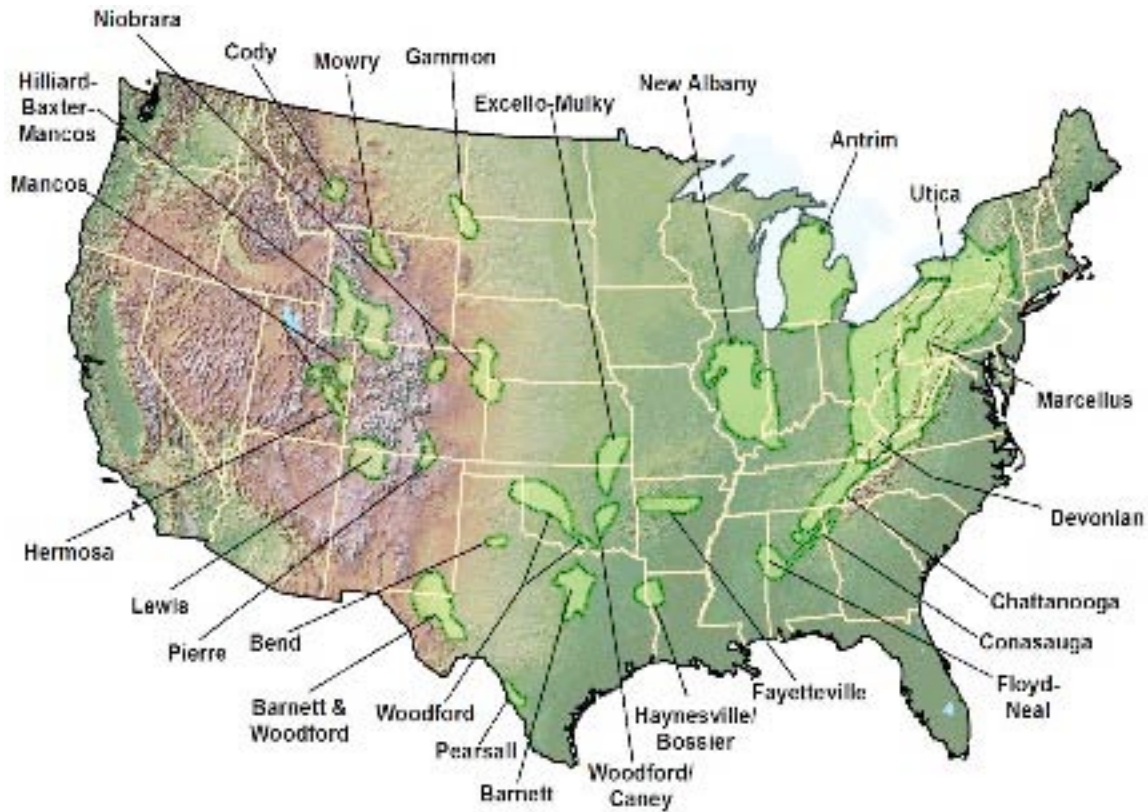 Niobrara
Cody
Mowry
Gammon
Hilliard-
Baxter-
Mancos
Excello-Mulky
New Albany
Antrim
Mancos
Utica
Marcellus
Devonian
Hermosa
Lewis
Pierre
Bend
Chattanooga
Conasauga
Floyd-
Neal
Fayetteville
Barnett &
Woodford
Woodford
Pearsall
Haynesville/
Bossier
Barnett
Woodford/
Caney